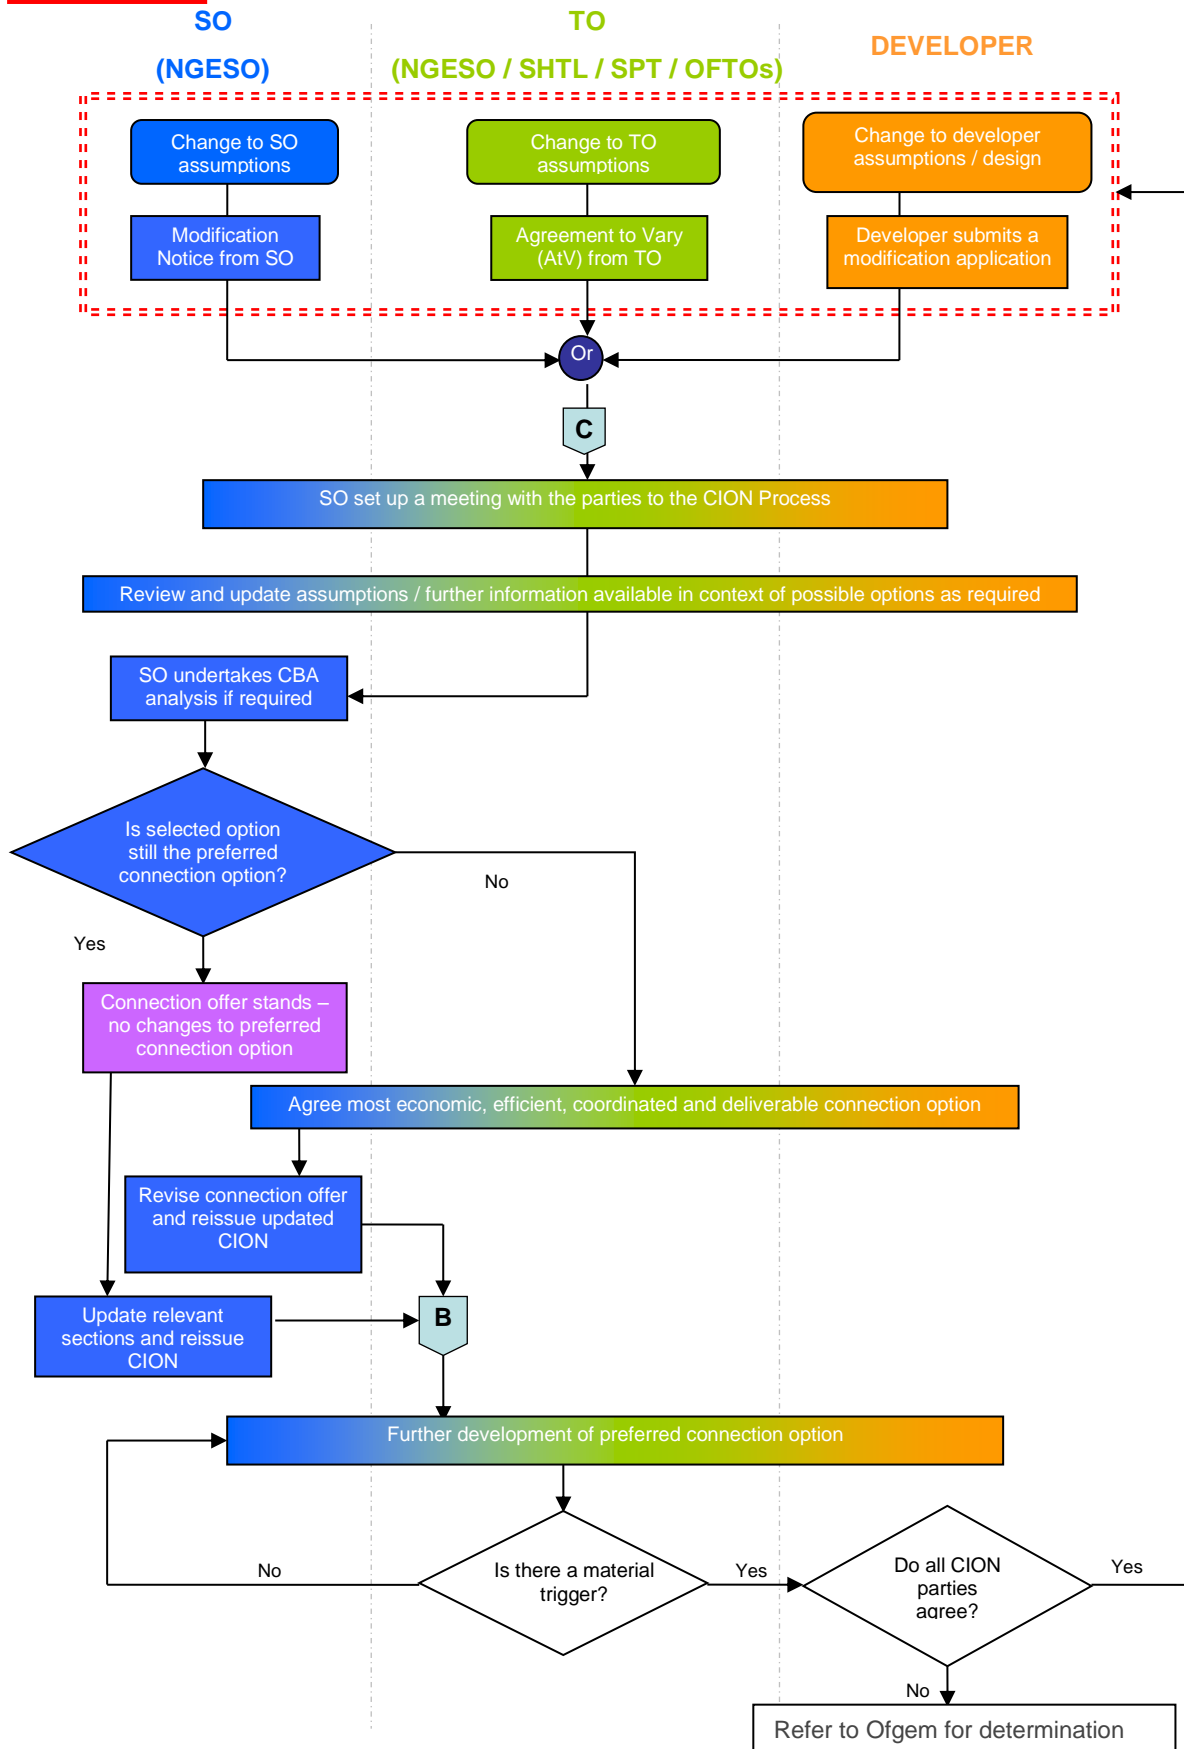 SO
(NGESO)
TO
(NGESO / SHTL / SPT / OFTOs)
DEVELOPER
Change to SO
assumptions
Change to TO
assumptions
Change to developer
assumptions / design
Modification
Notice from SO
Agreement to Vary
(AtV) from TO
Developer submits a
modification application
Or
C
SO set up a meeting with the parties to the CION Process
Review and update assumptions / further information available in context of possible options as required
SO undertakes CBA
analysis if required
Is selected option
still the preferred
connection option?
No
Yes
Connection offer stands –
no changes to preferred
connection option
Agree most economic, efficient, coordinated and deliverable connection option
Revise connection offer
and reissue updated
CION
Update relevant
sections and reissue
CION
B
Further development of preferred connection option
Is there a material
trigger?
No
Yes
Do all CION
parties
agree?
Yes
No
Refer to Ofgem for determination